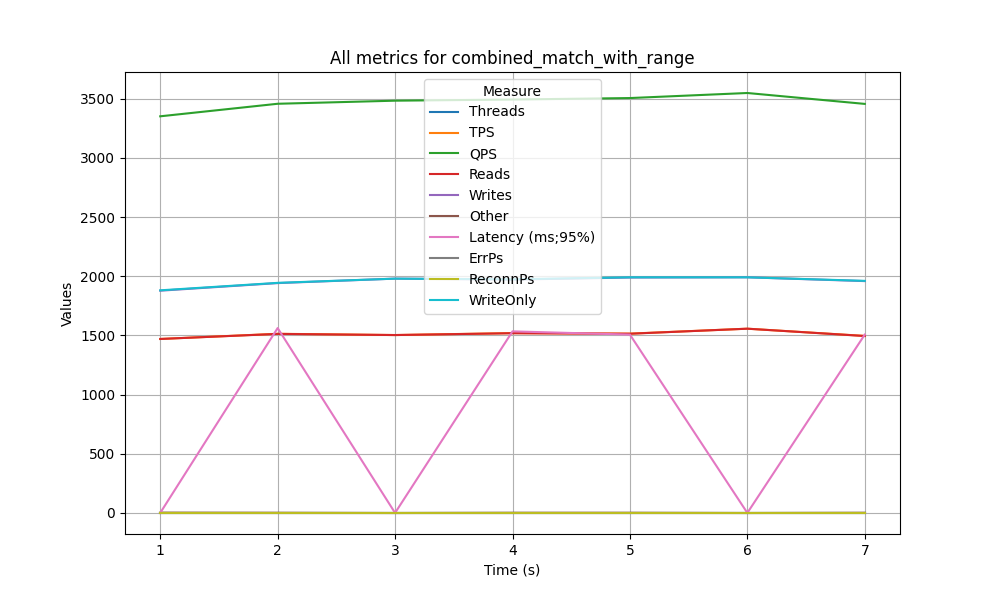 All metrics for combined_match_with_range
Measure
Threads
TPS
QPS
Reads
Writes
Other
Latency (ms;95%)
ErrPs
ReconnPs
WriteOnly
Values
3500
3000
2500
2000
1500
1000
500
0
1 2 3 4 5 6 7
Time (s)